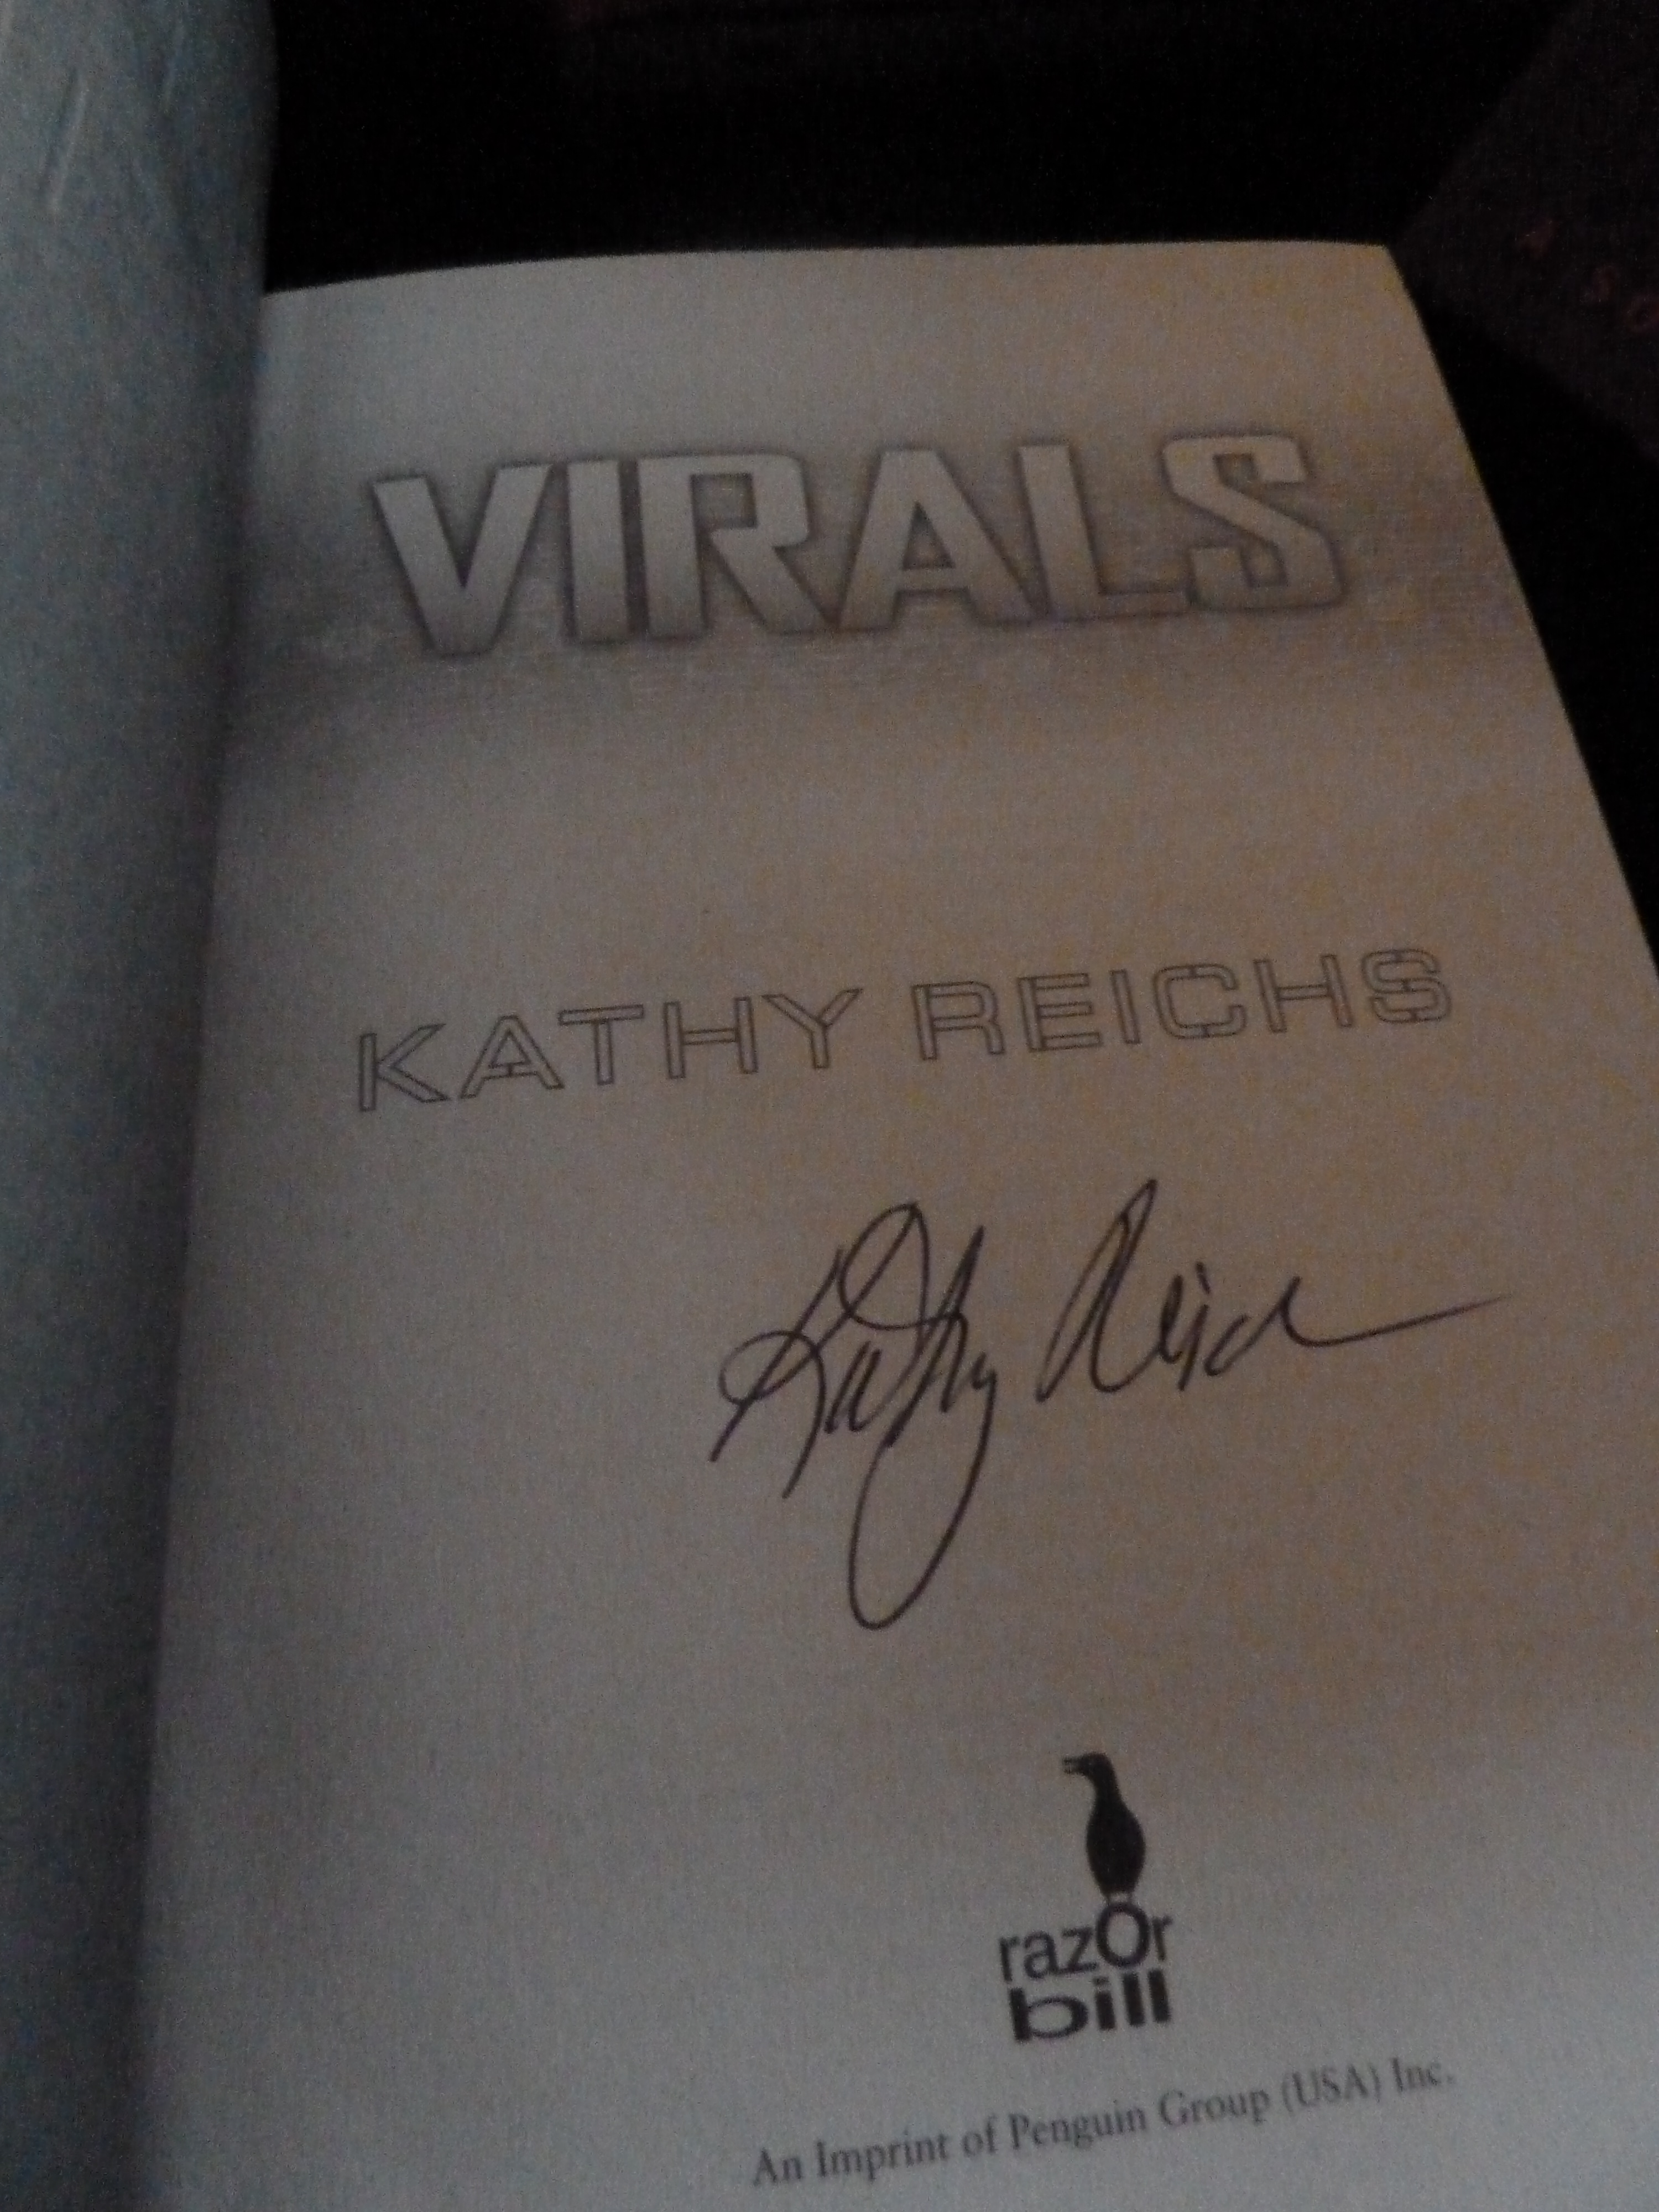 VIRALS
KATHY REICHS
Kathy Reichs
razOr
bill
An Imprint of Penguin Group (USA) Inc.